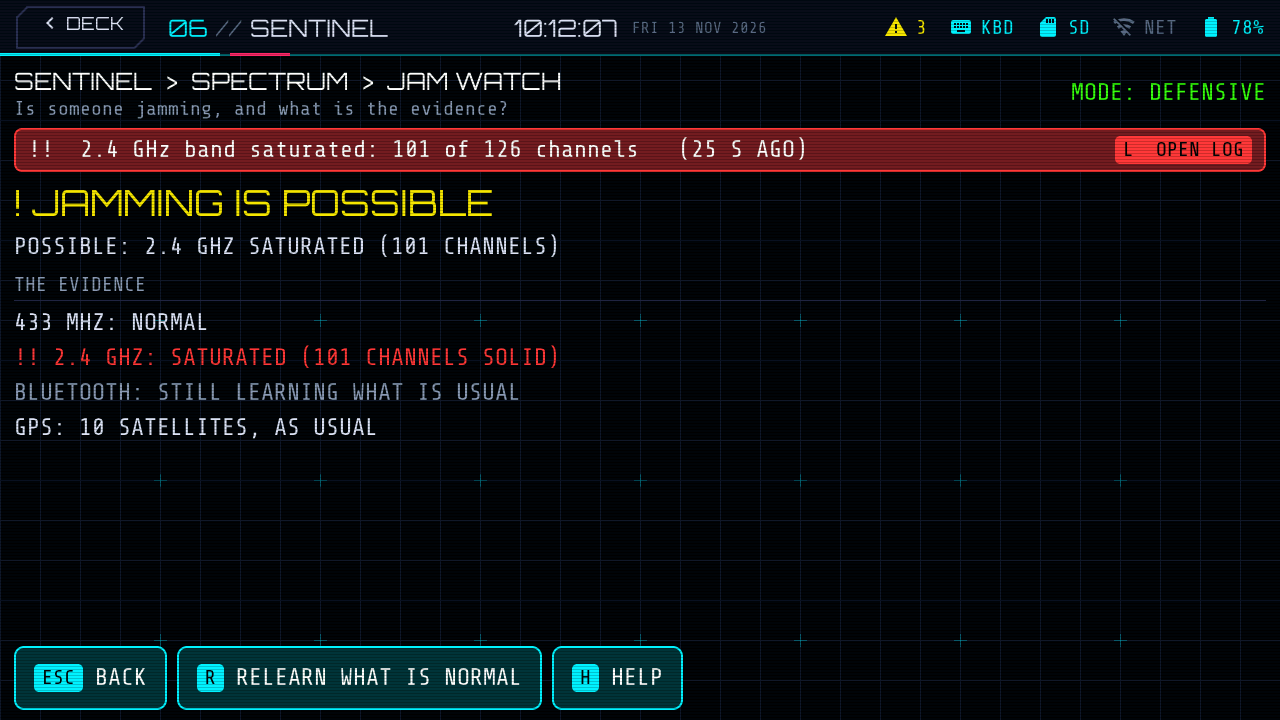 < DECK
06 // SENTINEL
10:12:07 FRI 13 NOV 2026
3 KBD SD NET 78%
SENTINEL > SPECTRUM > JAM WATCH
Is someone jamming, and what is the evidence?
MODE: DEFENSIVE
!! 2.4 GHz band saturated: 101 of 126 channels (25 S AGO)
L OPEN LOG
! JAMMING IS POSSIBLE
POSSIBLE: 2.4 GHZ SATURATED (101 CHANNELS)
THE EVIDENCE
433 MHZ: NORMAL
!! 2.4 GHZ: SATURATED (101 CHANNELS SOLID)
BLUETOOTH: STILL LEARNING WHAT IS USUAL
GPS: 10 SATELLITES, AS USUAL
ESC BACK
R RELEARN WHAT IS NORMAL
H HELP